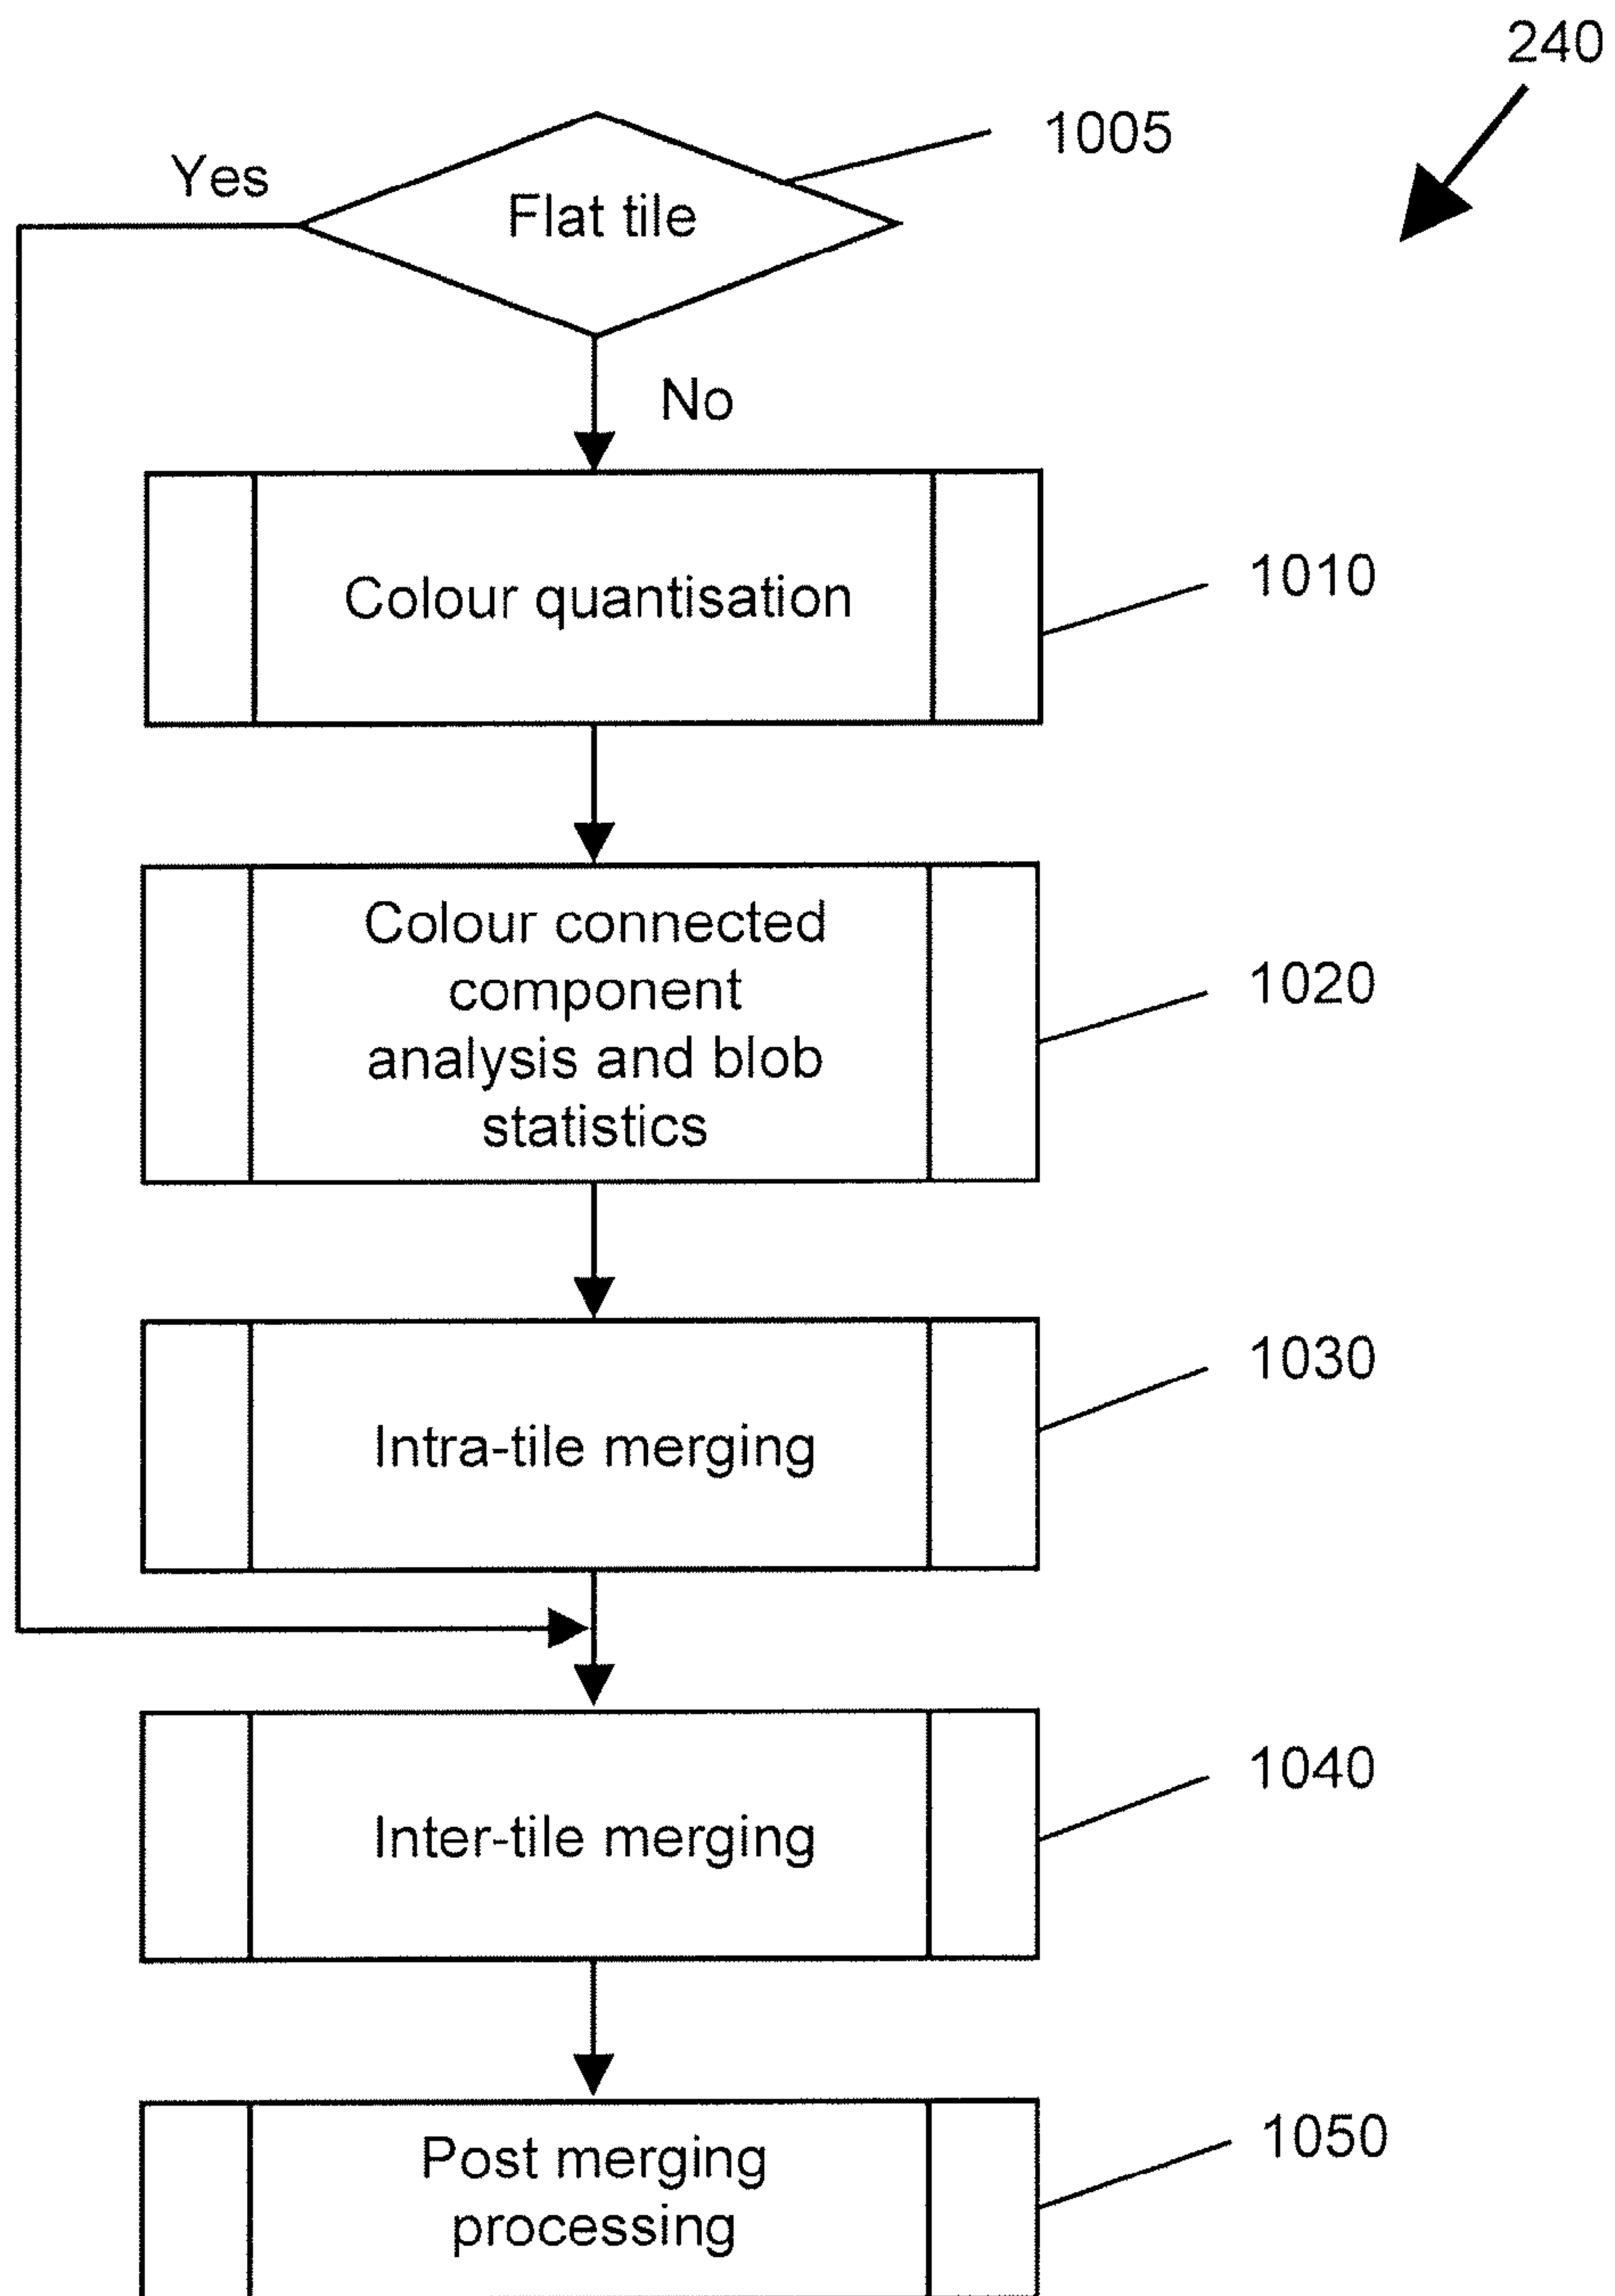 240
1005
Yes
Flat tile
No
Colour quantisation
1010
Colour connected
component
analysis and blob
statistics
1020
Intra-tile merging
1030
Inter-tile merging
1040
Post merging
processing
1050